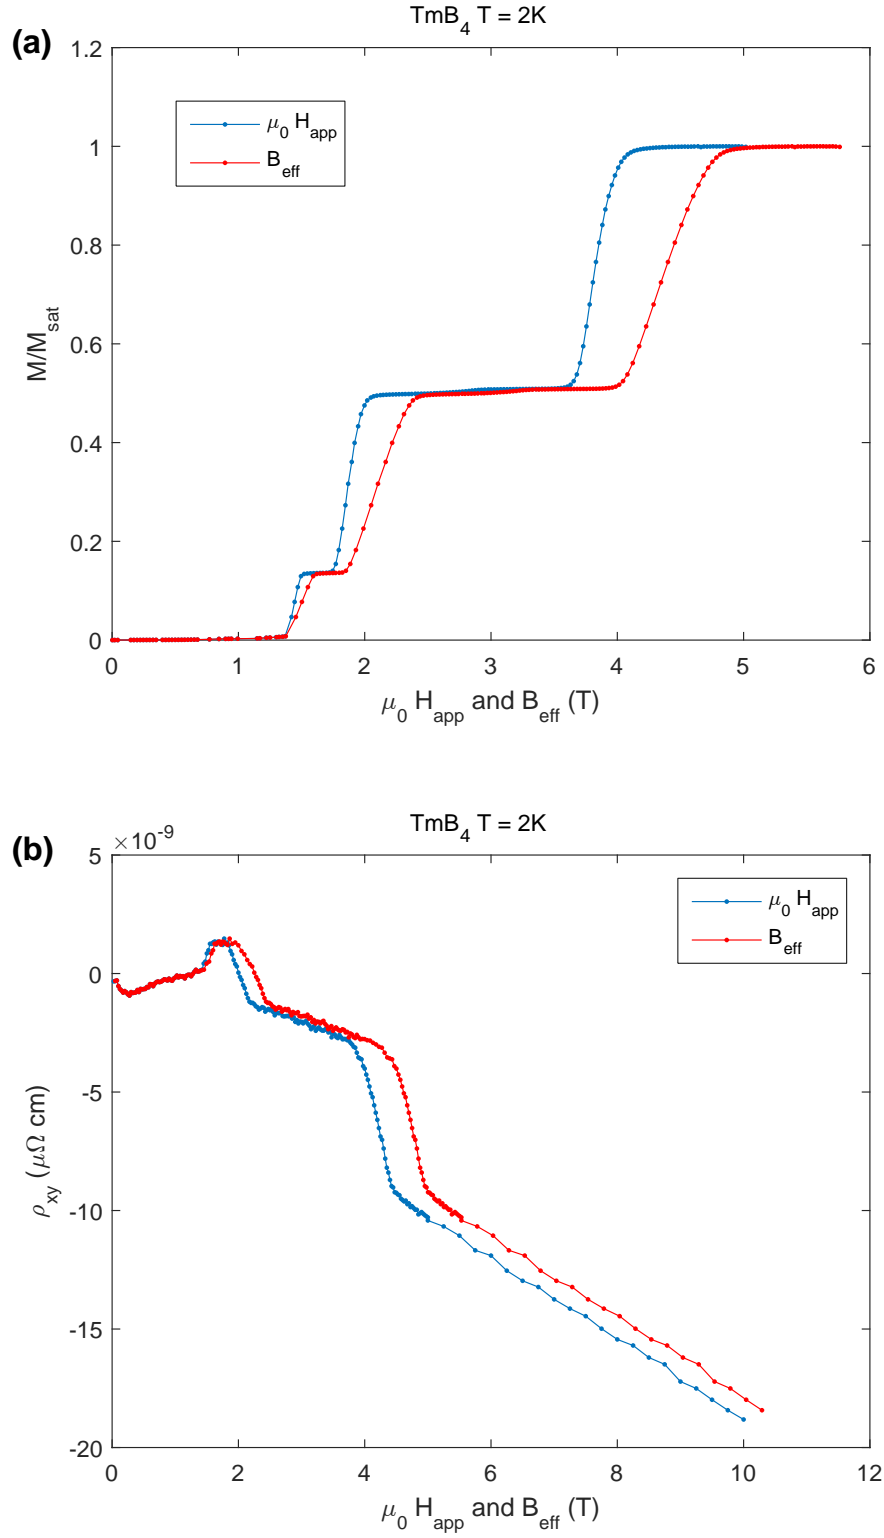 TmB4 T = 2K
(a)
1.2
1
0.8
0.6
0.4
0.2
0
M/Msat
μ0 Happ
Beff
0 1 2 3 4 5 6
μ0 Happ and Beff (T)
TmB4 T = 2K
(b)
×10-9
5
0
-5
-10
-15
-20
ρxy (μΩ cm)
μ0 Happ
Beff
0 2 4 6 8 10 12
μ0 Happ and Beff (T)